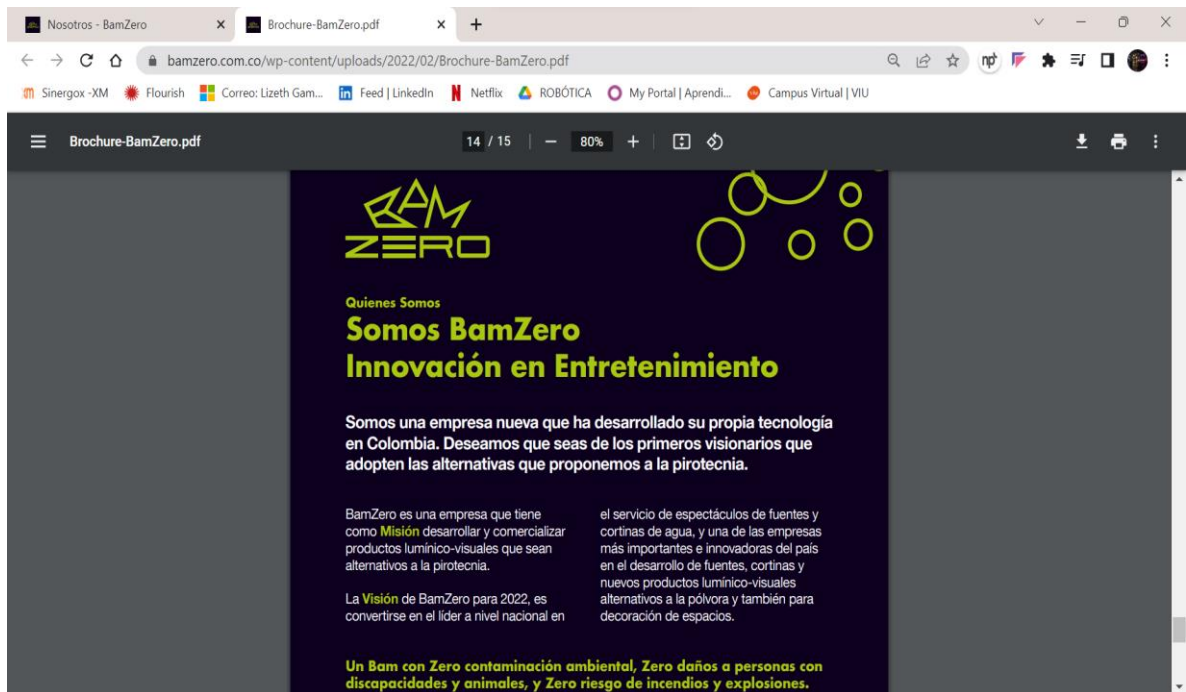 Nosotros - BamZero
Brochure-BamZero.pdf
bamzero.com.co/wp-content/uploads/2022/02/Brochure-BamZero.pdf
Sinergox -XM
Flourish
Correo: Lizeth Gam...
Feed | LinkedIn
Netflix
ROBÓTICA
My Portal | Aprendi...
Campus Virtual | VIU
Brochure-BamZero.pdf
14 / 15
80%
BAM
ZERO
Quienes Somos
Somos BamZero
Innovación en Entretenimiento
Somos una empresa nueva que ha desarrollado su propia tecnología
en Colombia. Deseamos que seas de los primeros visionarios que
adopten las alternativas que proponemos a la pirotecnia.
BamZero es una empresa que tiene
como Misión desarrollar y comercializar
productos lumínico-visuales que sean
alternativos a la pirotecnia.
La Visión de BamZero para 2022, es
convertirse en el líder a nivel nacional en
el servicio de espectáculos de fuentes y
cortinas de agua, y una de las empresas
más importantes e innovadoras del país
en el desarrollo de fuentes, cortinas y
nuevos productos lumínico-visuales
alternativos a la pólvora y también para
decoración de espacios.
Un Bam con Zero contaminación ambiental, Zero daños a personas con
discapacidades y animales, y Zero riesgo de incendios y explosiones.